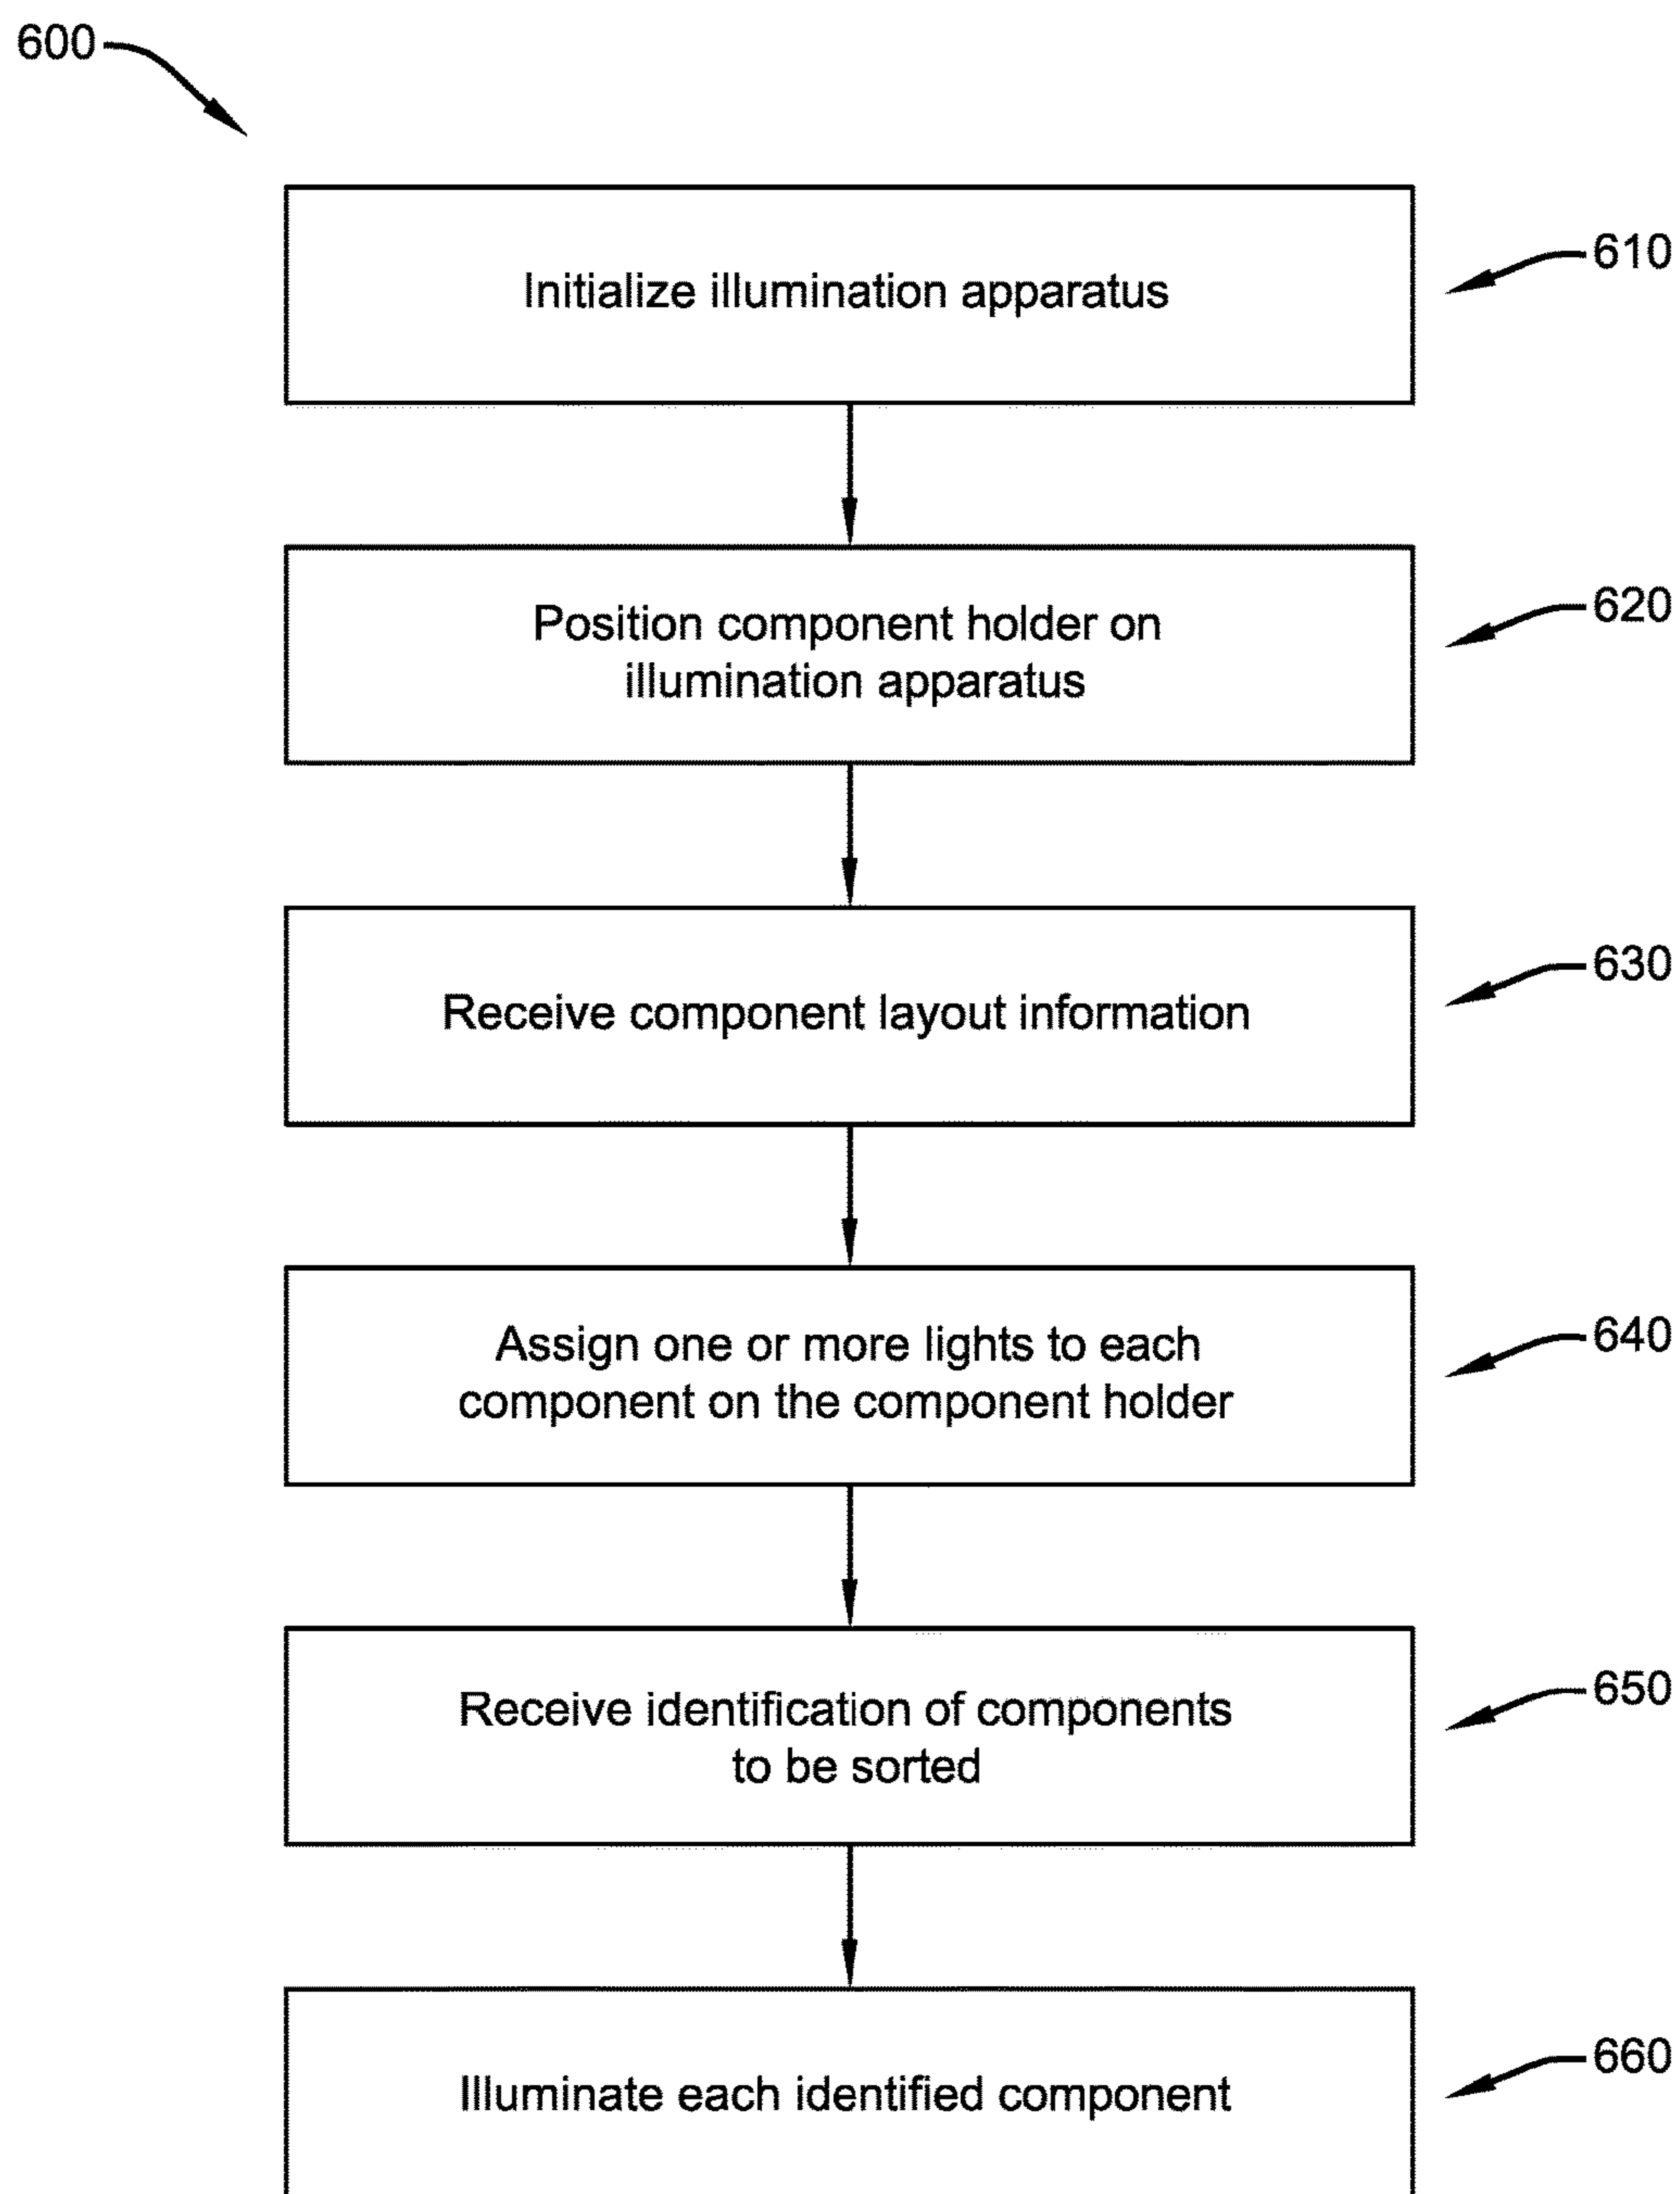 600
Initialize illumination apparatus
610
Position component holder on
illumination apparatus
620
Receive component layout information
630
Assign one or more lights to each
component on the component holder
640
Receive identification of components
to be sorted
650
Illuminate each identified component
660